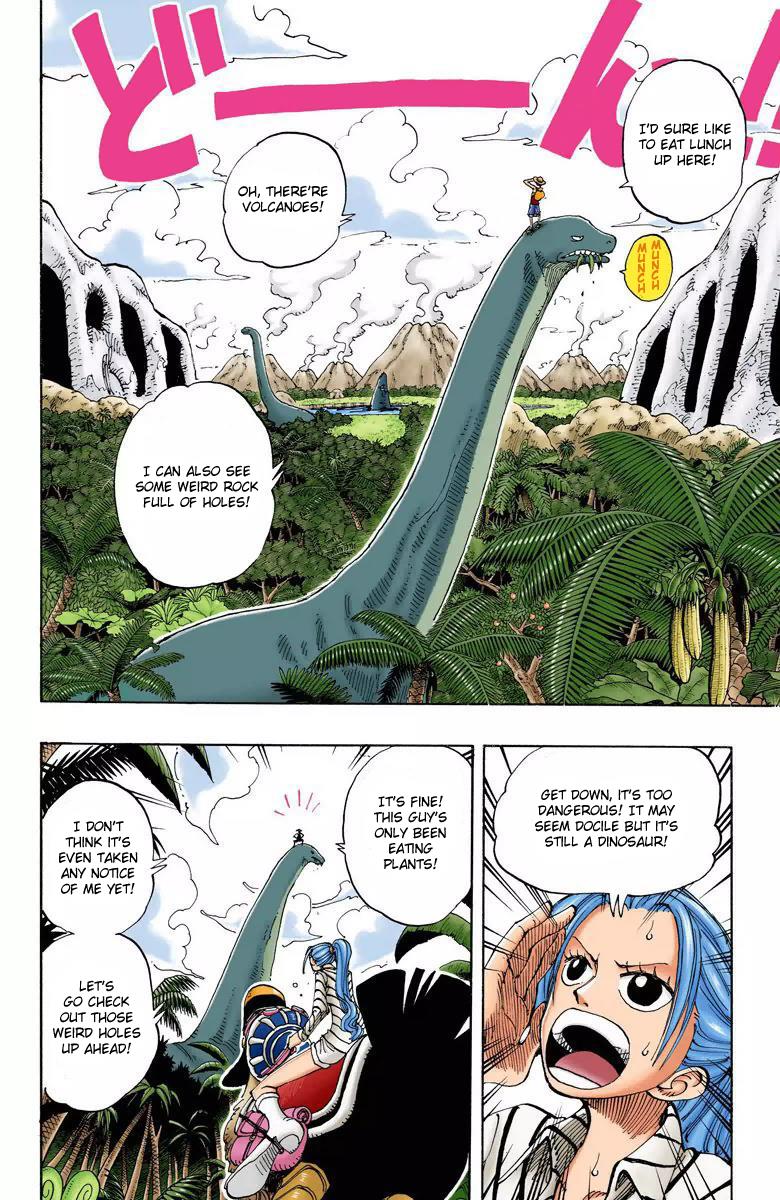 どーん!!
I'D SURE LIKE
TO EAT LUNCH
UP HERE!
OH, THERE'RE
VOLCANOES!
MUNCH
MUNCH
I CAN ALSO SEE
SOME WEIRD ROCK
FULL OF HOLES!
GET DOWN, IT'S TOO
DANGEROUS! IT MAY
SEEM DOCILE BUT IT'S
STILL A DINOSAUR!
IT'S FINE!
THIS GUY'S
ONLY BEEN
EATING
PLANTS!
I DON'T
THINK IT'S
EVEN TAKEN
ANY NOTICE
OF ME YET!
LET'S
GO CHECK
OUT THOSE
WEIRD HOLES
UP AHEAD!